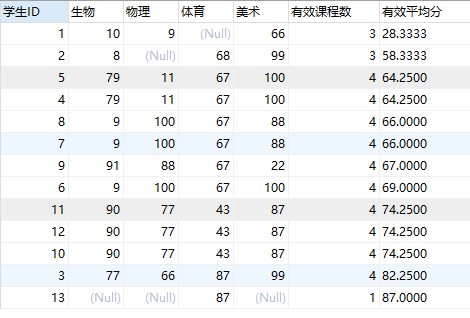 学生ID 生物 物理 体育 美术 有效课程数 有效平均分
1 10 9 (Null) 66 3 28.3333
2 8 (Null) 68 99 3 58.3333
5 79 11 67 100 4 64.2500
4 79 11 67 100 4 64.2500
8 9 100 67 88 4 66.0000
7 9 100 67 88 4 66.0000
9 91 88 67 22 4 67.0000
6 9 100 67 100 4 69.0000
11 90 77 43 87 4 74.2500
12 90 77 43 87 4 74.2500
10 90 77 43 87 4 74.2500
3 77 66 87 99 4 82.2500
13 (Null) (Null) 87 (Null) 1 87.0000